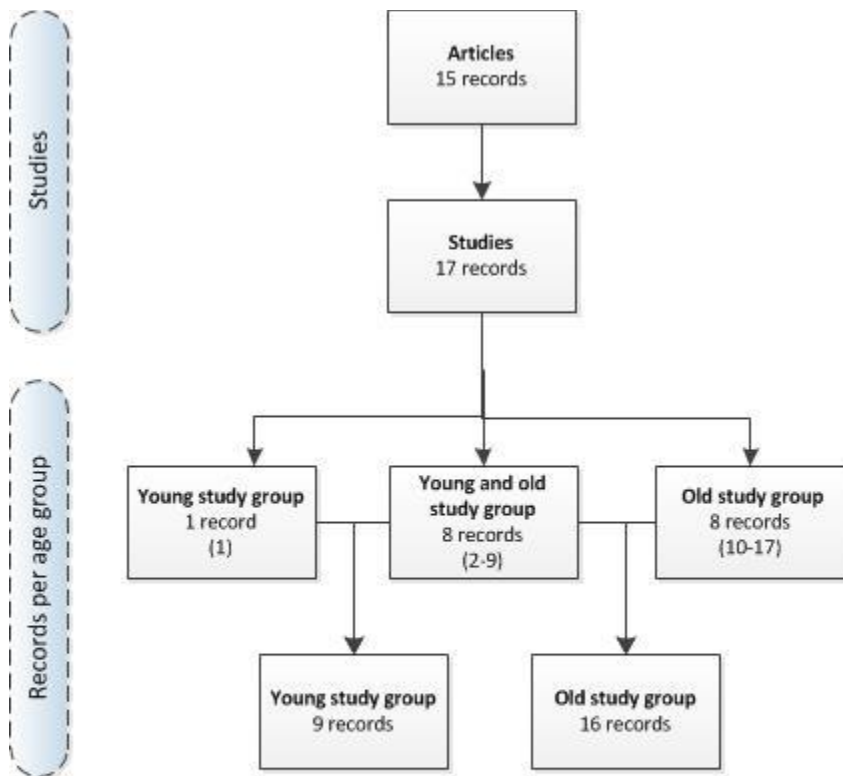 Studies
Articles
15 records
Studies
17 records
Records per age group
Young study group
1 record
(1)
Young and old
study group
8 records
(2-9)
Old study group
8 records
(10-17)
Young study group
9 records
Old study group
16 records